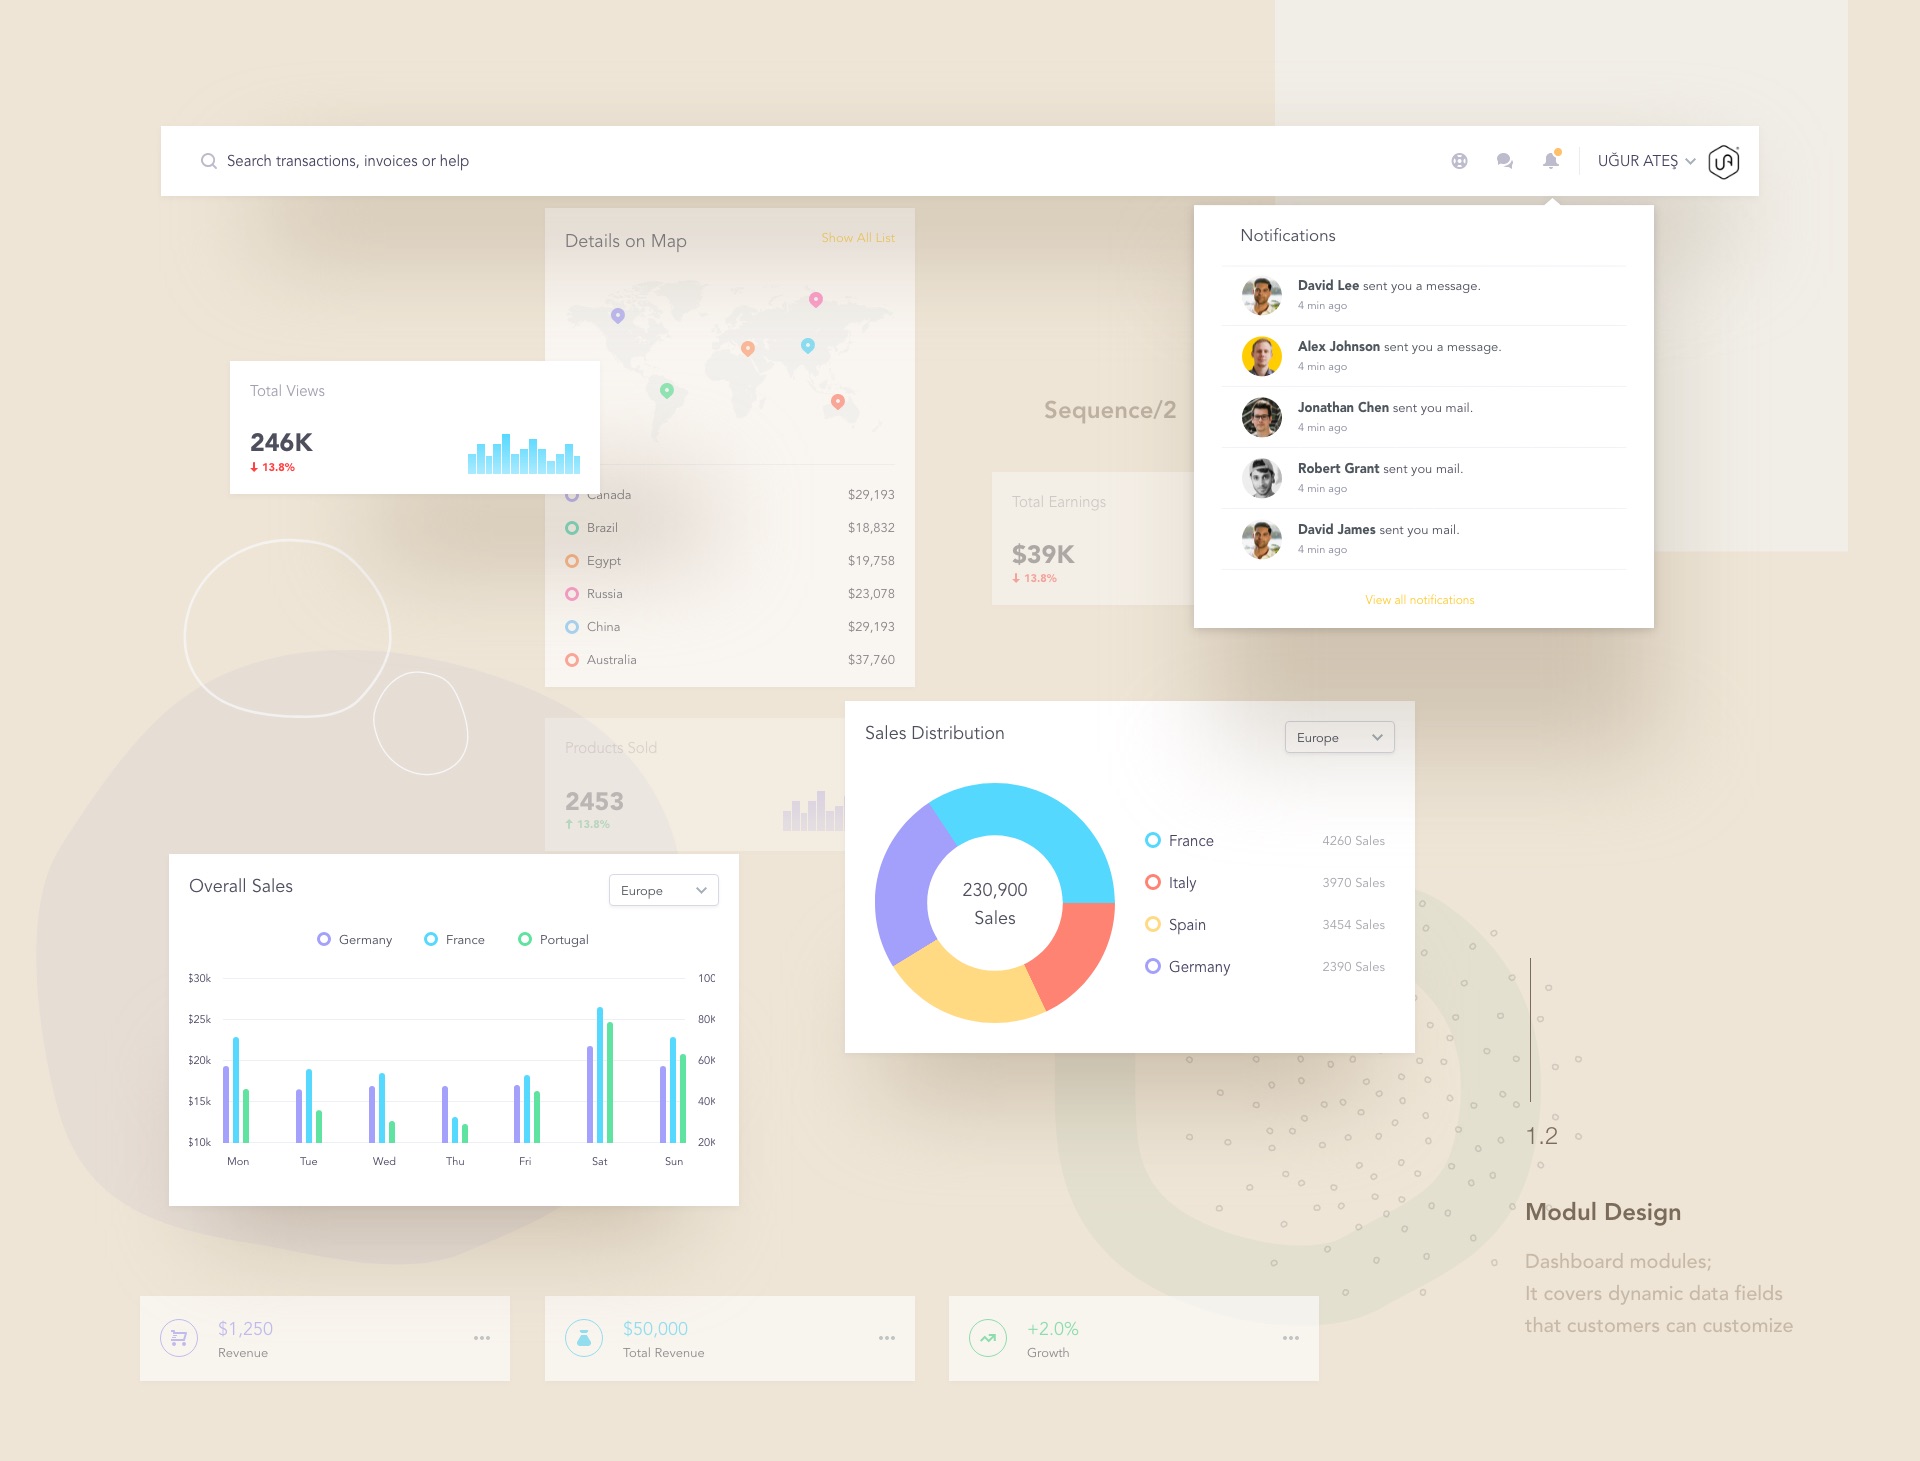 Search transactions, invoices or help
UĞUR ATEŞ
Details on Map
Show All List
Canada $29,193
Brazil $18,832
Egypt $19,758
Russia $23,078
China $29,193
Australia $37,760
Total Views
246K
13.8%
Sequence/2
Total Earnings
$39K
13.8%
Notifications
David Lee sent you a message.
4 min ago
Alex Johnson sent you a message.
4 min ago
Jonathan Chen sent you mail.
4 min ago
Robert Grant sent you mail.
4 min ago
David James sent you mail.
4 min ago
View all notifications
Products Sold
2453
13.8%
Sales Distribution
Europe
230,900
Sales
France 4260 Sales
Italy 3970 Sales
Spain 3454 Sales
Germany 2390 Sales
Overall Sales
Europe
Germany France Portugal
$30k 100
$25k 80K
$20k 60K
$15k 40K
$10k 20K
Mon Tue Wed Thu Fri Sat Sun
1.2
Modul Design
Dashboard modules;
It covers dynamic data fields
that customers can customize
$1,250
Revenue
$50,000
Total Revenue
+2.0%
Growth